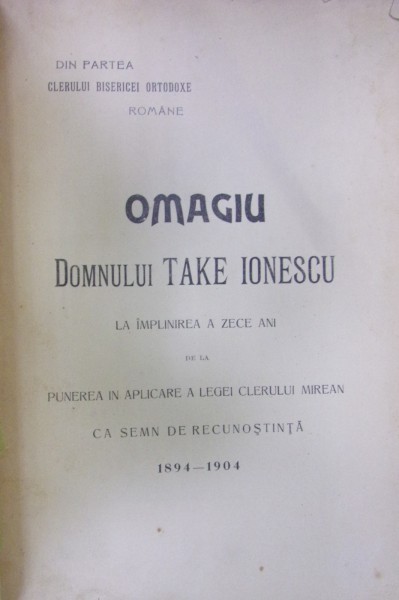 DIN PARTEA
CLERULUI BISERICEI ORTODOXE
ROMÂNE
OMAGIU
DOMNULUI TAKE IONESCU
LA ÎMPLINIREA A ZECE ANI
DE LA
PUNEREA IN APLICARE A LEGEI CLERULUI MIREAN
CA SEMN DE RECUNOȘTINȚĂ
1894—1904